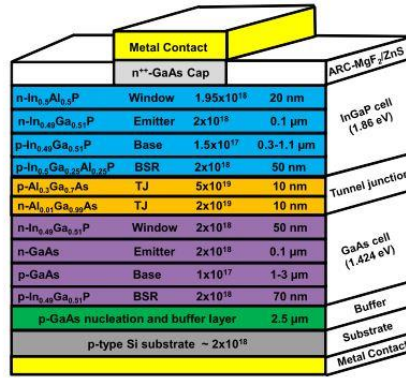 Metal Contact
n++-GaAs Cap
ARC-MgF2/ZnS
n-In0.5Al0.5P Window 1.95x10^18 20 nm
n-In0.49Ga0.51P Emitter 2x10^18 0.1 µm
p-In0.49Ga0.51P Base 1.5x10^17 0.3-1.1 µm
p-In0.5Ga0.25Al0.25P BSR 2x10^18 50 nm
InGaP cell
(1.86 eV)
p-Al0.3Ga0.7As TJ 5x10^19 10 nm
n-Al0.01Ga0.99As TJ 2x10^19 10 nm
Tunnel junction
n-In0.49Ga0.51P Window 2x10^18 50 nm
n-GaAs Emitter 2x10^18 0.1 µm
p-GaAs Base 1x10^17 1-3 µm
p-In0.49Ga0.51P BSR 2x10^18 70 nm
GaAs cell
(1.424 eV)
p-GaAs nucleation and buffer layer 2.5 µm
Buffer
p-type Si substrate ~ 2x10^18
Substrate
Metal Contact